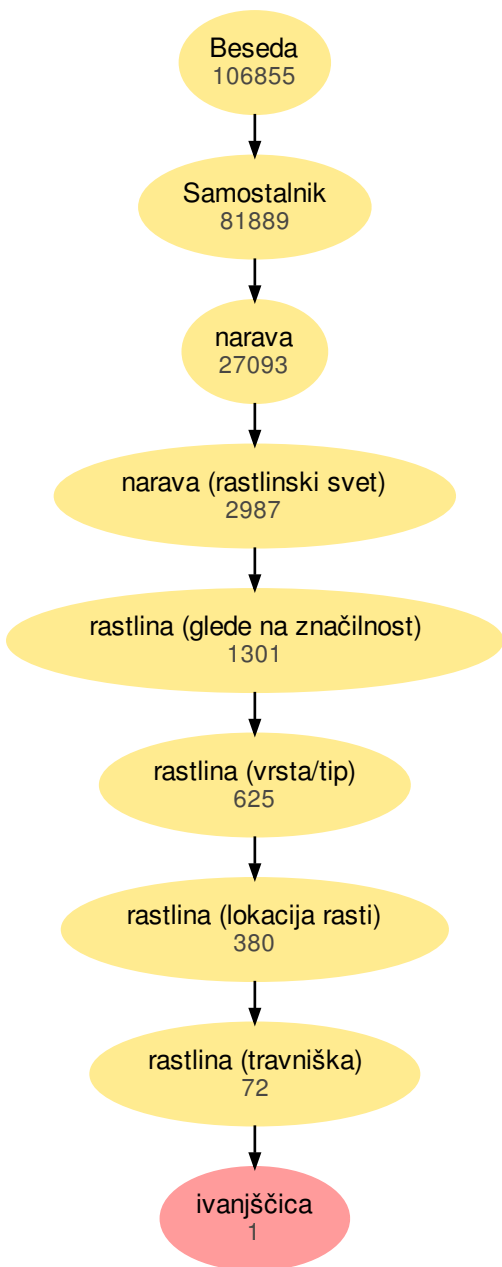 Beseda
106855
Samostalnik
81889
narava
27093
narava (rastlinski svet)
2987
rastlina (glede na značilnost)
1301
rastlina (vrsta/tip)
625
rastlina (lokacija rasti)
380
rastlina (travniška)
72
ivanjščica
1